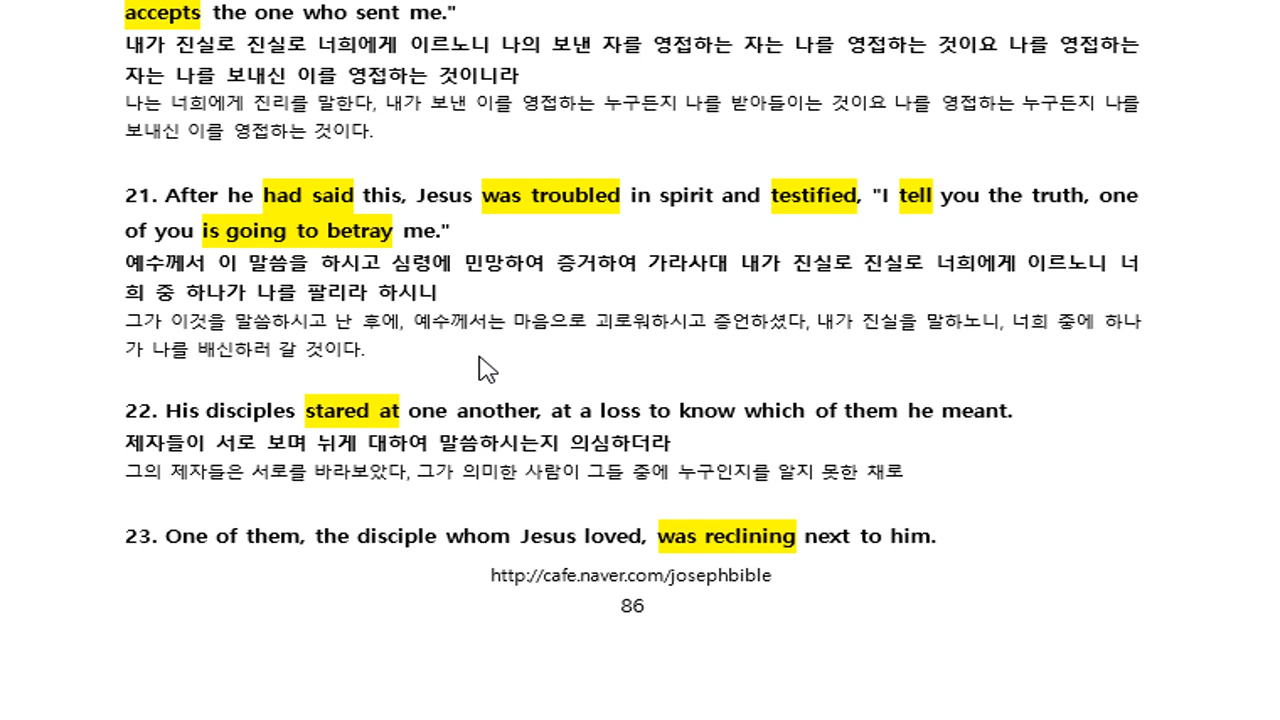 accepts the one who sent me."
내가 진실로 진실로 너희에게 이르노니 나의 보낸 자를 영접하는 자는 나를 영접하는 것이요 나를 영접하는
자는 나를 보내신 이를 영접하는 것이니라
나는 너희에게 진리를 말한다, 내가 보낸 이를 영접하는 누구든지 나를 받아들이는 것이요 나를 영접하는 누구든지 나를
보내신 이를 영접하는 것이다.
21. After he had said this, Jesus was troubled in spirit and testified, "I tell you the truth, one
of you is going to betray me."
예수께서 이 말씀을 하시고 심령에 민망하여 증거하여 가라사대 내가 진실로 진실로 너희에게 이르노니 너
희 중 하나가 나를 팔리라 하시니
그가 이것을 말씀하시고 난 후에, 예수께서는 마음으로 괴로워하시고 증언하셨다, 내가 진실을 말하노니, 너희 중에 하나
가 나를 배신하러 갈 것이다.
22. His disciples stared at one another, at a loss to know which of them he meant.
제자들이 서로 보며 뉘게 대하여 말씀하시는지 의심하더라
그의 제자들은 서로를 바라보았다, 그가 의미한 사람이 그들 중에 누구인지를 알지 못한 채로
23. One of them, the disciple whom Jesus loved, was reclining next to him.
http://cafe.naver.com/josephbible
86